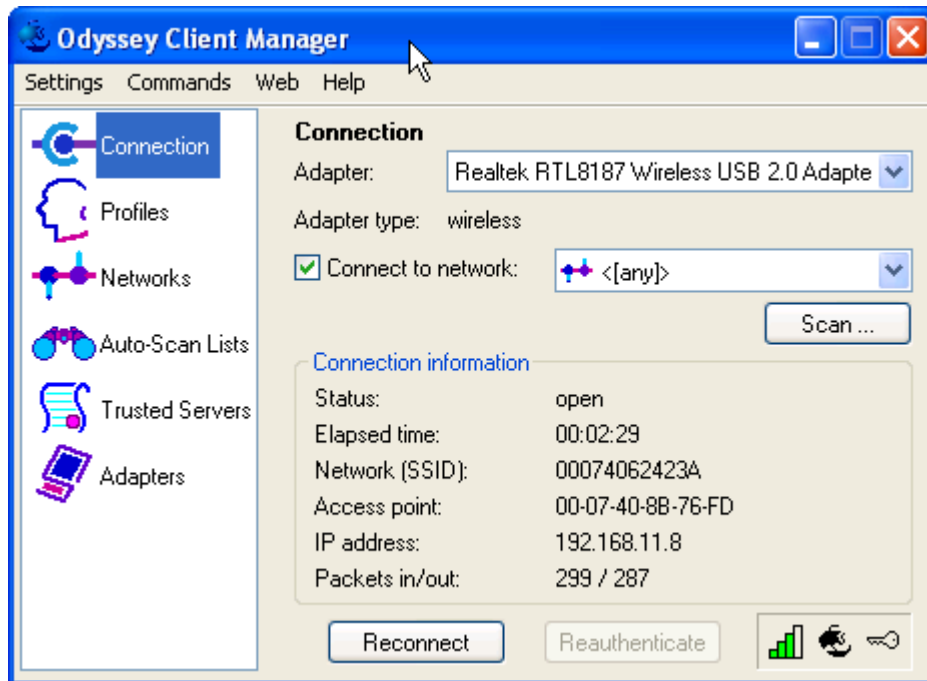 Odyssey Client Manager
Settings Commands Web Help
Connection
Profiles
Networks
Auto-Scan Lists
Trusted Servers
Adapters
Connection
Adapter: Realtek RTL8187 Wireless USB 2.0 Adapte
Adapter type: wireless
Connect to network: <[any]>
Scan ...
Connection information
Status: open
Elapsed time: 00:02:29
Network (SSID): 00074062423A
Access point: 00-07-40-8B-76-FD
IP address: 192.168.11.8
Packets in/out: 299 / 287
Reconnect Reauthenticate